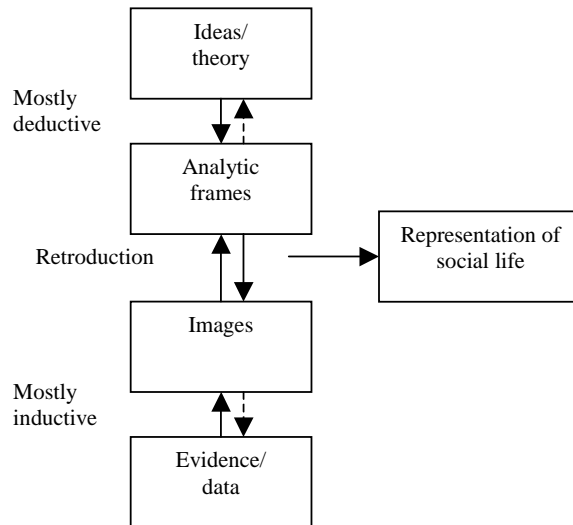 Ideas/
theory
Mostly
deductive
Analytic
frames
Representation of
social life
Retroduction
Images
Mostly
inductive
Evidence/
data